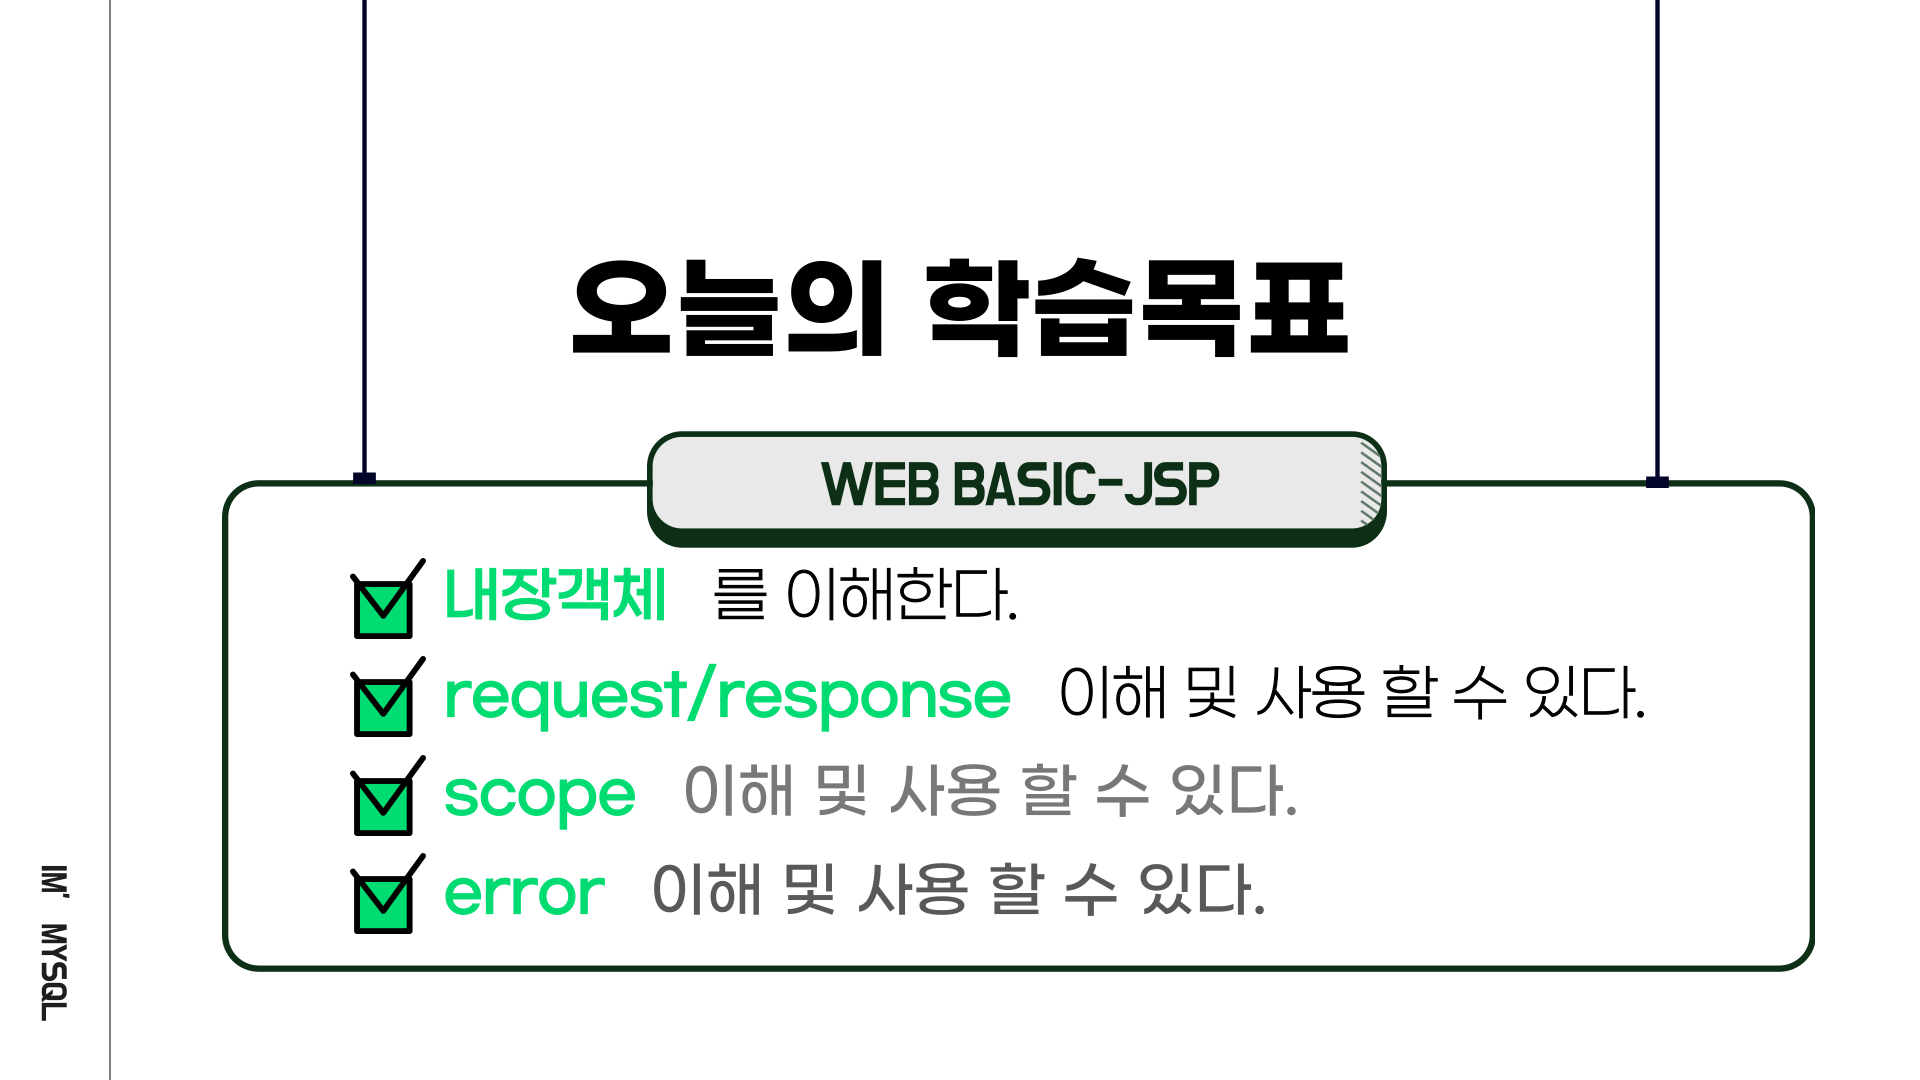 오늘의 학습목표
WEB BASIC-JSP
내장객체 를 이해한다.
request/response 이해 및 사용 할 수 있다.
scope 이해 및 사용 할 수 있다.
error 이해 및 사용 할 수 있다.
IM' MYSQL